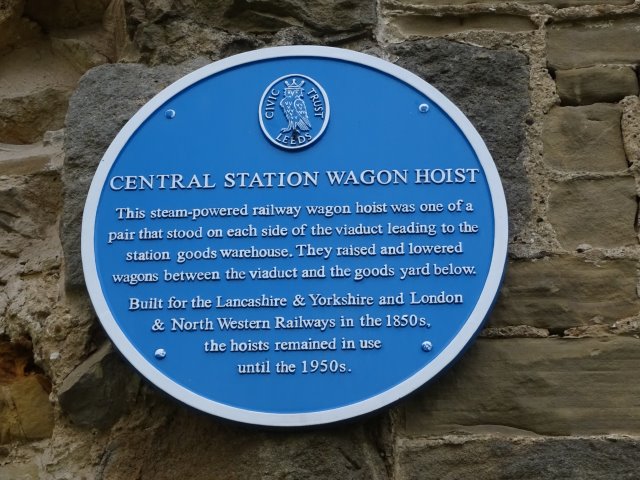 CIVIC TRUST
LEEDS
CENTRAL STATION WAGON HOIST
This steam-powered railway wagon hoist was one of a
pair that stood on each side of the viaduct leading to the
station goods warehouse. They raised and lowered
wagons between the viaduct and the goods yard below.
Built for the Lancashire & Yorkshire and London
& North Western Railways in the 1850s,
the hoists remained in use
until the 1950s.